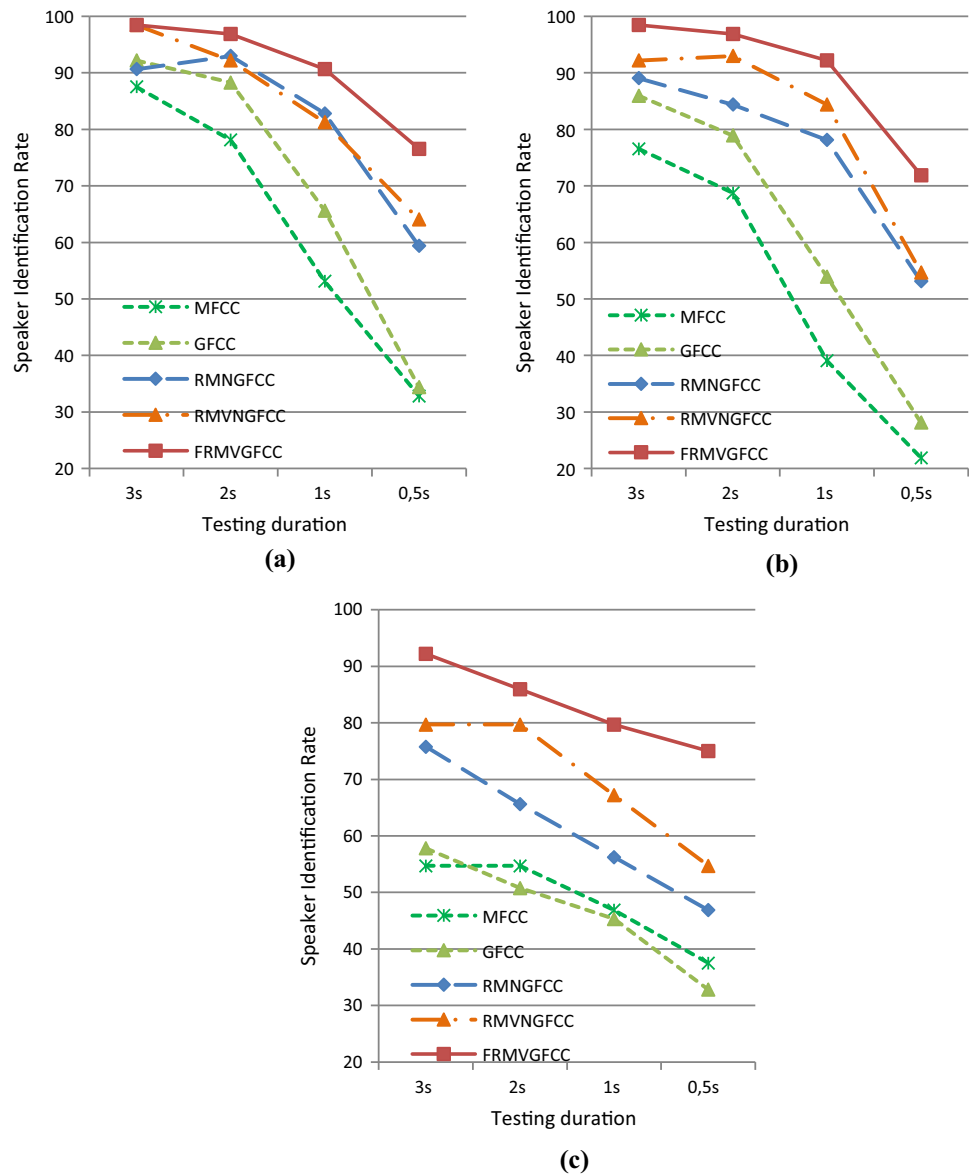 100
90
80
70
60
50
40
30
20
Speaker Identification Rate
MFCC
GFCC
RMNGFCC
RMVNGFCC
FRMVGFCC
3s 2s 1s 0,5s
Testing duration
(a)
100
90
80
70
60
50
40
30
20
Speaker Identification Rate
MFCC
GFCC
RMNGFCC
RMVNGFCC
FRMVGFCC
3s 2s 1s 0,5s
Testing duration
(b)
100
90
80
70
60
50
40
30
20
Speaker Identification Rate
MFCC
GFCC
RMNGFCC
RMVNGFCC
FRMVGFCC
3s 2s 1s 0,5s
Testing duration
(c)